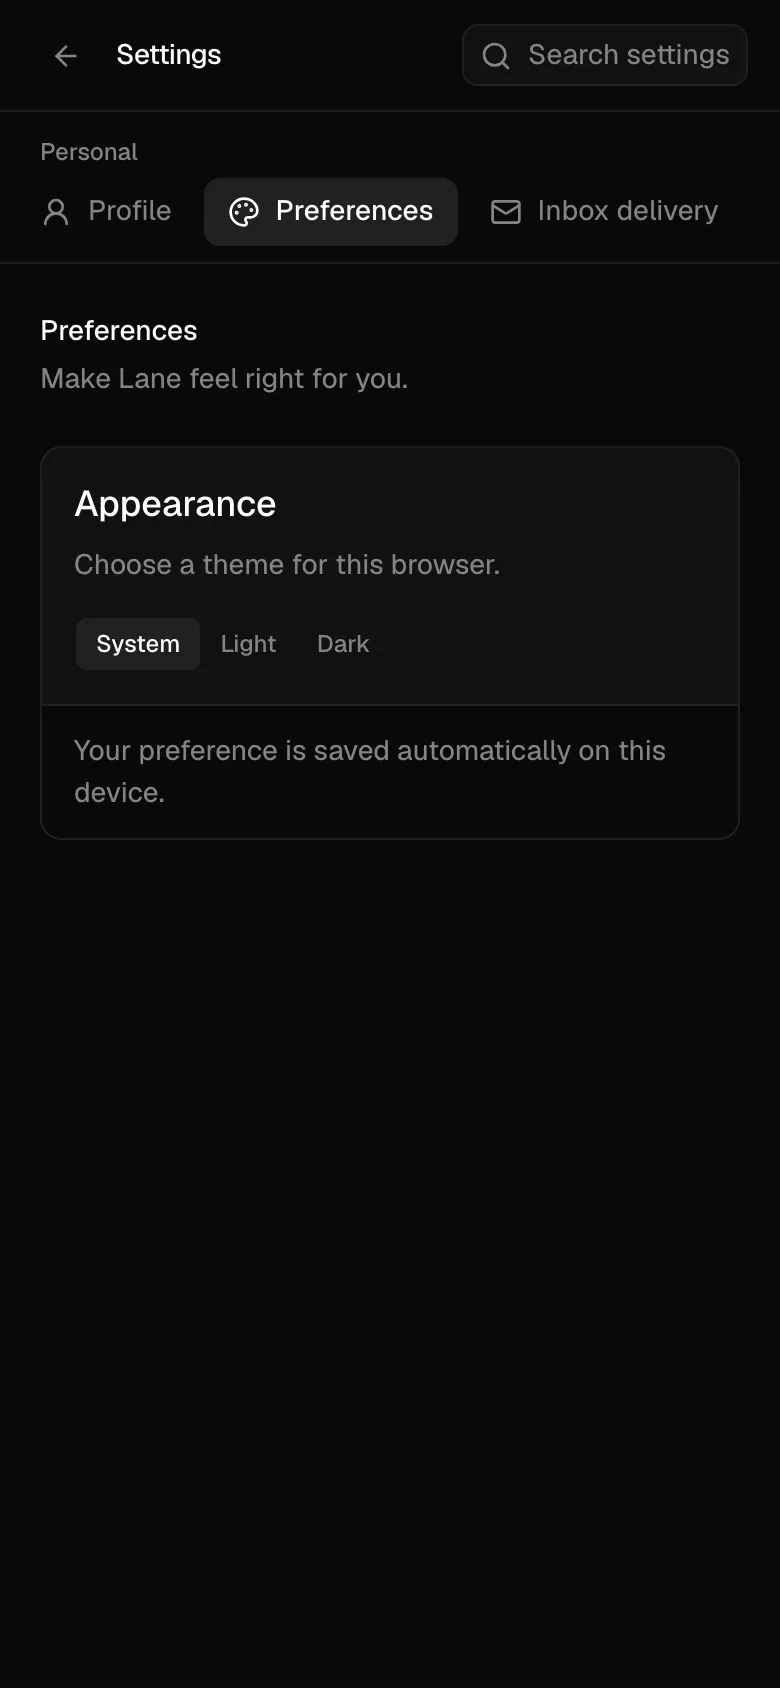 Settings
Search settings
Personal
Profile
Preferences
Inbox delivery
Preferences
Make Lane feel right for you.
Appearance
Choose a theme for this browser.
System
Light
Dark
Your preference is saved automatically on this
device.